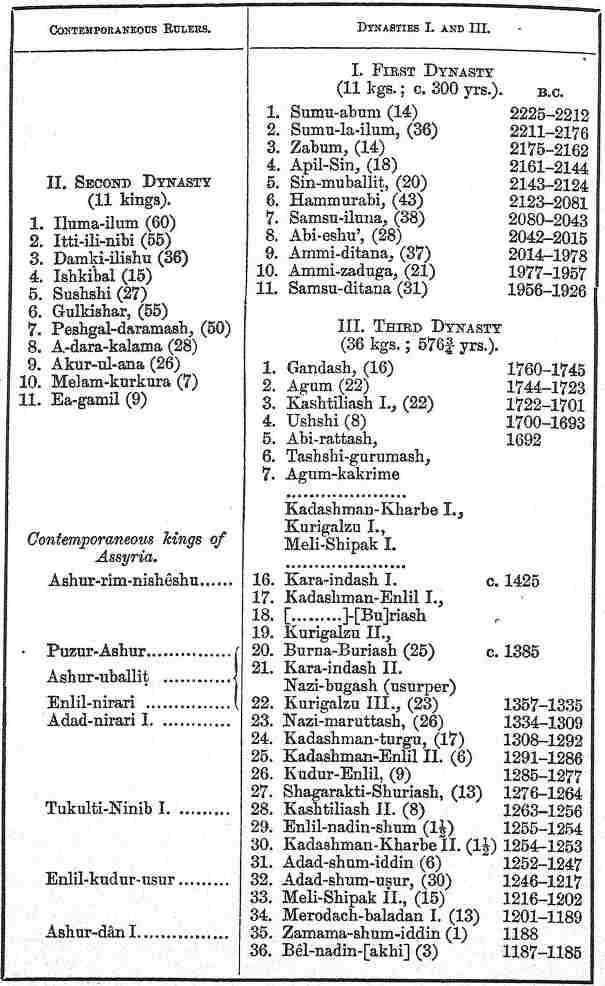 CONTEMPORANEOUS RULERS.
II. SECOND DYNASTY
(11 kings).
1. Iluma-ilum (60)
2. Itti-ili-nibi (55)
3. Damki-ilishu (36)
4. Ishkibal (15)
5. Sushshi (27)
6. Gulkishar, (55)
7. Peshgal-daramash, (50)
8. A-dara-kalama (28)
9. Akur-ul-ana (26)
10. Melam-kurkura (7)
11. Ea-gamil (9)
Contemporaneous kings of
Assyria.
Ashur-rîm-nishêshu......
Puzur-Ashur...............
Ashur-uballiṭ ............
Enlil-nirari ...............
Adad-nirari I. ............
Tukulti-Ninib I. .........
Enlil-kudur-usur .........
Ashur-dân I................
DYNASTIES I. AND III.
I. FIRST DYNASTY
(11 kgs.; c. 300 yrs.). B.C.
1. Sumu-abum (14) 2225–2212
2. Sumu-la-ilum, (36) 2211–2176
3. Zabum, (14) 2175–2162
4. Apil-Sin, (18) 2161–2144
5. Sin-muballiṭ, (20) 2143–2124
6. Hammurabi, (43) 2123–2081
7. Samsu-iluna, (38) 2080–2043
8. Abi-eshu’, (28) 2042–2015
9. Ammi-ditana, (37) 2014–1978
10. Ammi-zaduga, (21) 1977–1957
11. Samsu-ditana (31) 1956–1926
III. THIRD DYNASTY
(36 kgs.; 576¾ yrs.).
1. Gandash, (16) 1760–1745
2. Agum (22) 1744–1723
3. Kashtiliash I., (22) 1722–1701
4. Ushshi (8) 1700–1693
5. Abi-rattash, 1692
6. Tashshi-gurumash,
7. Agum-kakrime
.....................
Kadashman-Kharbe I.,
Kurigalzu I.,
Meli-Shipak I.
.....................
16. Kara-indash I. c. 1425
17. Kadashman-Enlil I.,
18. [.........]-[Bu]riash
19. Kurigalzu II.,
20. Burna-Buriash (25) c. 1385
21. Kara-indash II.
Nazi-bugash (usurper)
22. Kurigalzu III., (23) 1357–1335
23. Nazi-maruttash, (26) 1334–1309
24. Kadashman-turgu, (17) 1308–1292
25. Kadashman-Enlil II. (6) 1291–1286
26. Kudur-Enlil, (9) 1285–1277
27. Shagarakti-Shuriash, (13) 1276–1264
28. Kashtiliash II. (8) 1263–1256
29. Enlil-nadin-shum (1½) 1255–1254
30. Kadashman-Kharbe II. (1½) 1254–1253
31. Adad-shum-iddin (6) 1252–1247
32. Adad-shum-uṣur, (30) 1246–1217
33. Meli-Shipak II., (15) 1216–1202
34. Merodach-baladan I. (13) 1201–1189
35. Zamama-shum-iddin (1) 1188
36. Bêl-nadin-[akhi] (3) 1187–1185